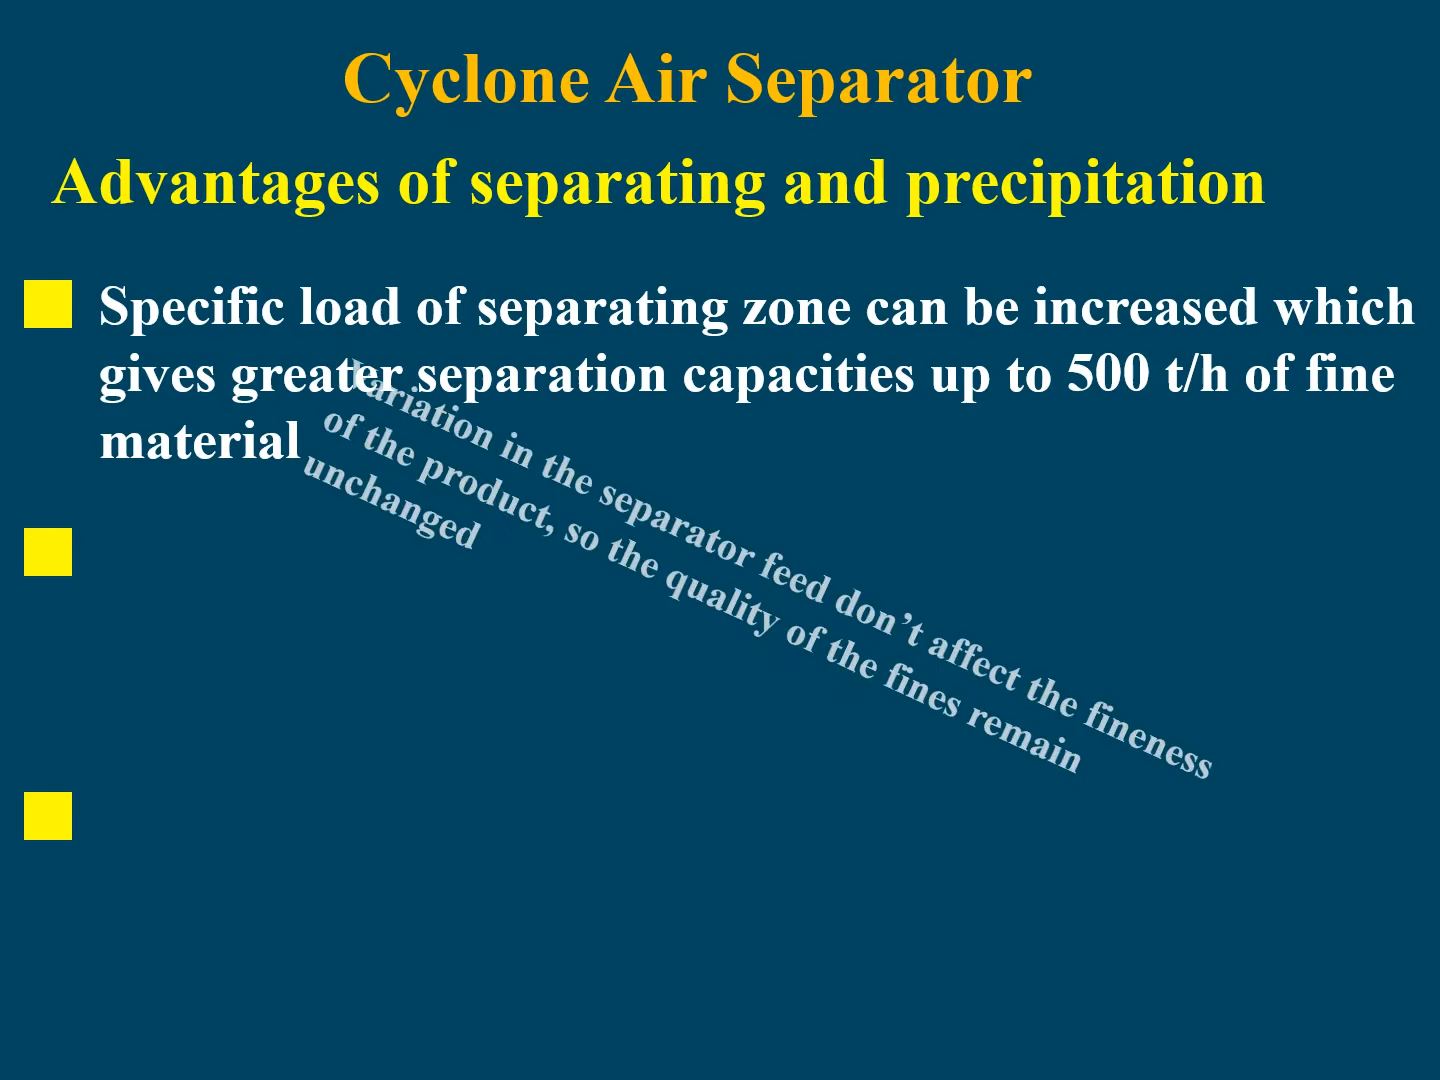 Cyclone Air Separator
Advantages of separating and precipitation
Specific load of separating zone can be increased which
gives greater separation capacities up to 500 t/h of fine
material
Variation in the separator feed don’t affect the fineness
of the product, so the quality of the fines remain
unchanged